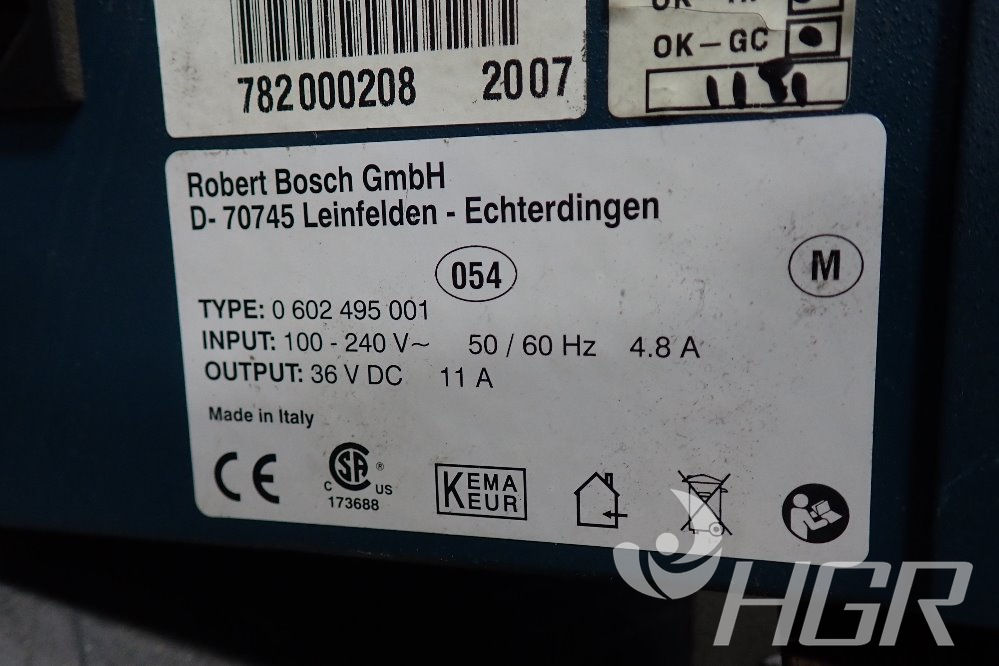 782000208 2007
OK-GC
Robert Bosch GmbH
D- 70745 Leinfelden - Echterdingen
054
M
TYPE: 0 602 495 001
INPUT: 100 - 240 V~ 50 / 60 Hz 4.8 A
OUTPUT: 36 V DC 11 A
Made in Italy
CE
CSA ®
C US
173688
KEMA
KEUR
HGR